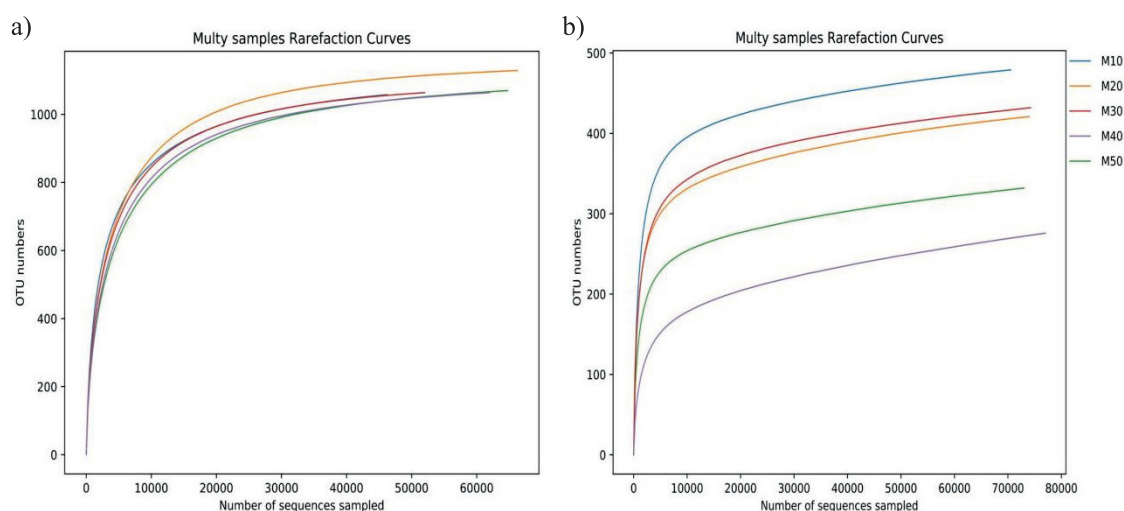 a)
Multy samples Rarefaction Curves
OTU numbers
1000
800
600
400
200
0
0 10000 20000 30000 40000 50000 60000
Number of sequences sampled
b)
Multy samples Rarefaction Curves
OTU numbers
500
400
300
200
100
0
0 10000 20000 30000 40000 50000 60000 70000 80000
Number of sequences sampled
M10
M20
M30
M40
M50